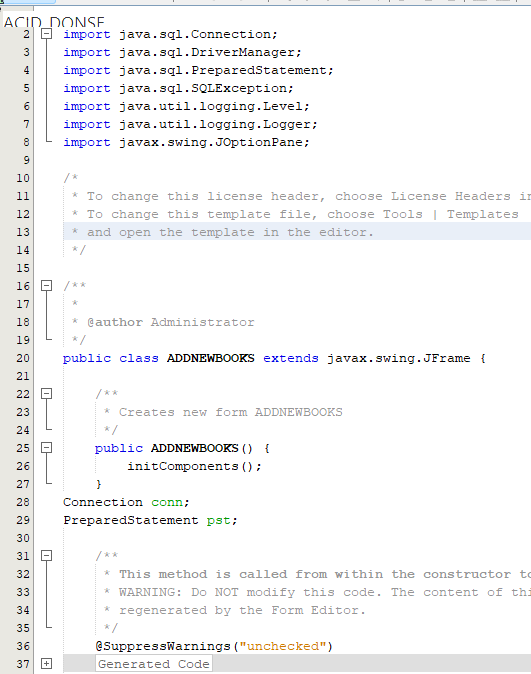 ACID_DONSE
2 import java.sql.Connection;
3 import java.sql.DriverManager;
4 import java.sql.PreparedStatement;
5 import java.sql.SQLException;
6 import java.util.logging.Level;
7 import java.util.logging.Logger;
8 import javax.swing.JOptionPane;
9
10 /*
11 * To change this license header, choose License Headers in
12 * To change this template file, choose Tools | Templates
13 * and open the template in the editor.
14 */
15
16 /**
17 *
18 * @author Administrator
19 */
20 public class ADDNEWBOOKS extends javax.swing.JFrame {
21
22 /**
23 * Creates new form ADDNEWBOOKS
24 */
25 public ADDNEWBOOKS() {
26 initComponents();
27 }
28 Connection conn;
29 PreparedStatement pst;
30
31 /**
32 * This method is called from within the constructor to
33 * WARNING: Do NOT modify this code. The content of thi
34 * regenerated by the Form Editor.
35 */
36 @SuppressWarnings("unchecked")
37 Generated Code